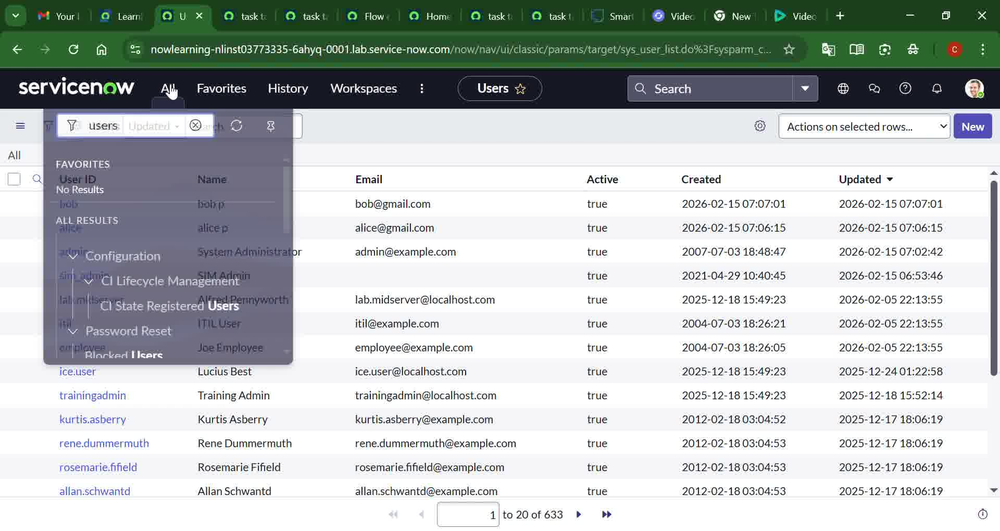 Your
Learni
U
task t
task t
Flow
Home
task t
task t
Smar
Video
New
Video
nowlearning-nlinst03773335-6ahyq-0001.lab.service-now.com/now/nav/ui/classic/params/target/sys_user_list.do%3Fsysparm_c...
C
servicenow
All
Favorites
History
Workspaces
Users
Search
users
Updated
Actions on selected rows...
New
All
FAVORITES
No Results
User ID
Name
Email
Active
Created
Updated
bob
bob p
bob@gmail.com
true
2026-02-15 07:07:01
2026-02-15 07:07:01
ALL RESULTS
alice
alice p
alice@gmail.com
true
2026-02-15 07:06:15
2026-02-15 07:06:15
admin
System Administrator
admin@example.com
true
2007-07-03 18:48:47
2026-02-15 07:02:42
Configuration
sim_admin
SIM Admin
true
2021-04-29 10:40:45
2026-02-15 06:53:46
CI Lifecycle Management
lab.midserver
Alfred Pennyworth
lab.midserver@localhost.com
true
2025-12-18 15:49:23
2026-02-05 22:13:55
CI State Registered Users
itil
ITIL User
itil@example.com
true
2004-07-03 18:26:21
2026-02-05 22:13:55
Password Reset
employee
Joe Employee
employee@example.com
true
2004-07-03 18:26:05
2026-02-05 22:13:55
Blocked Users
ice.user
Lucius Best
ice.user@localhost.com
true
2025-12-18 15:49:23
2025-12-24 01:22:58
trainingadmin
Training Admin
trainingadmin@localhost.com
true
2025-12-18 15:49:23
2025-12-18 15:52:14
kurtis.asberry
Kurtis Asberry
kurtis.asberry@example.com
true
2012-02-18 03:04:52
2025-12-17 18:06:19
rene.dummermuth
Rene Dummermuth
rene.dummermuth@example.com
true
2012-02-18 03:04:53
2025-12-17 18:06:19
rosemarie.fifield
Rosemarie Fifield
rosemarie.fifield@example.com
true
2012-02-18 03:04:53
2025-12-17 18:06:19
allan.schwantd
Allan Schwantd
allan.schwantd@example.com
true
2012-02-18 03:04:53
2025-12-17 18:06:19
1 to 20 of 633